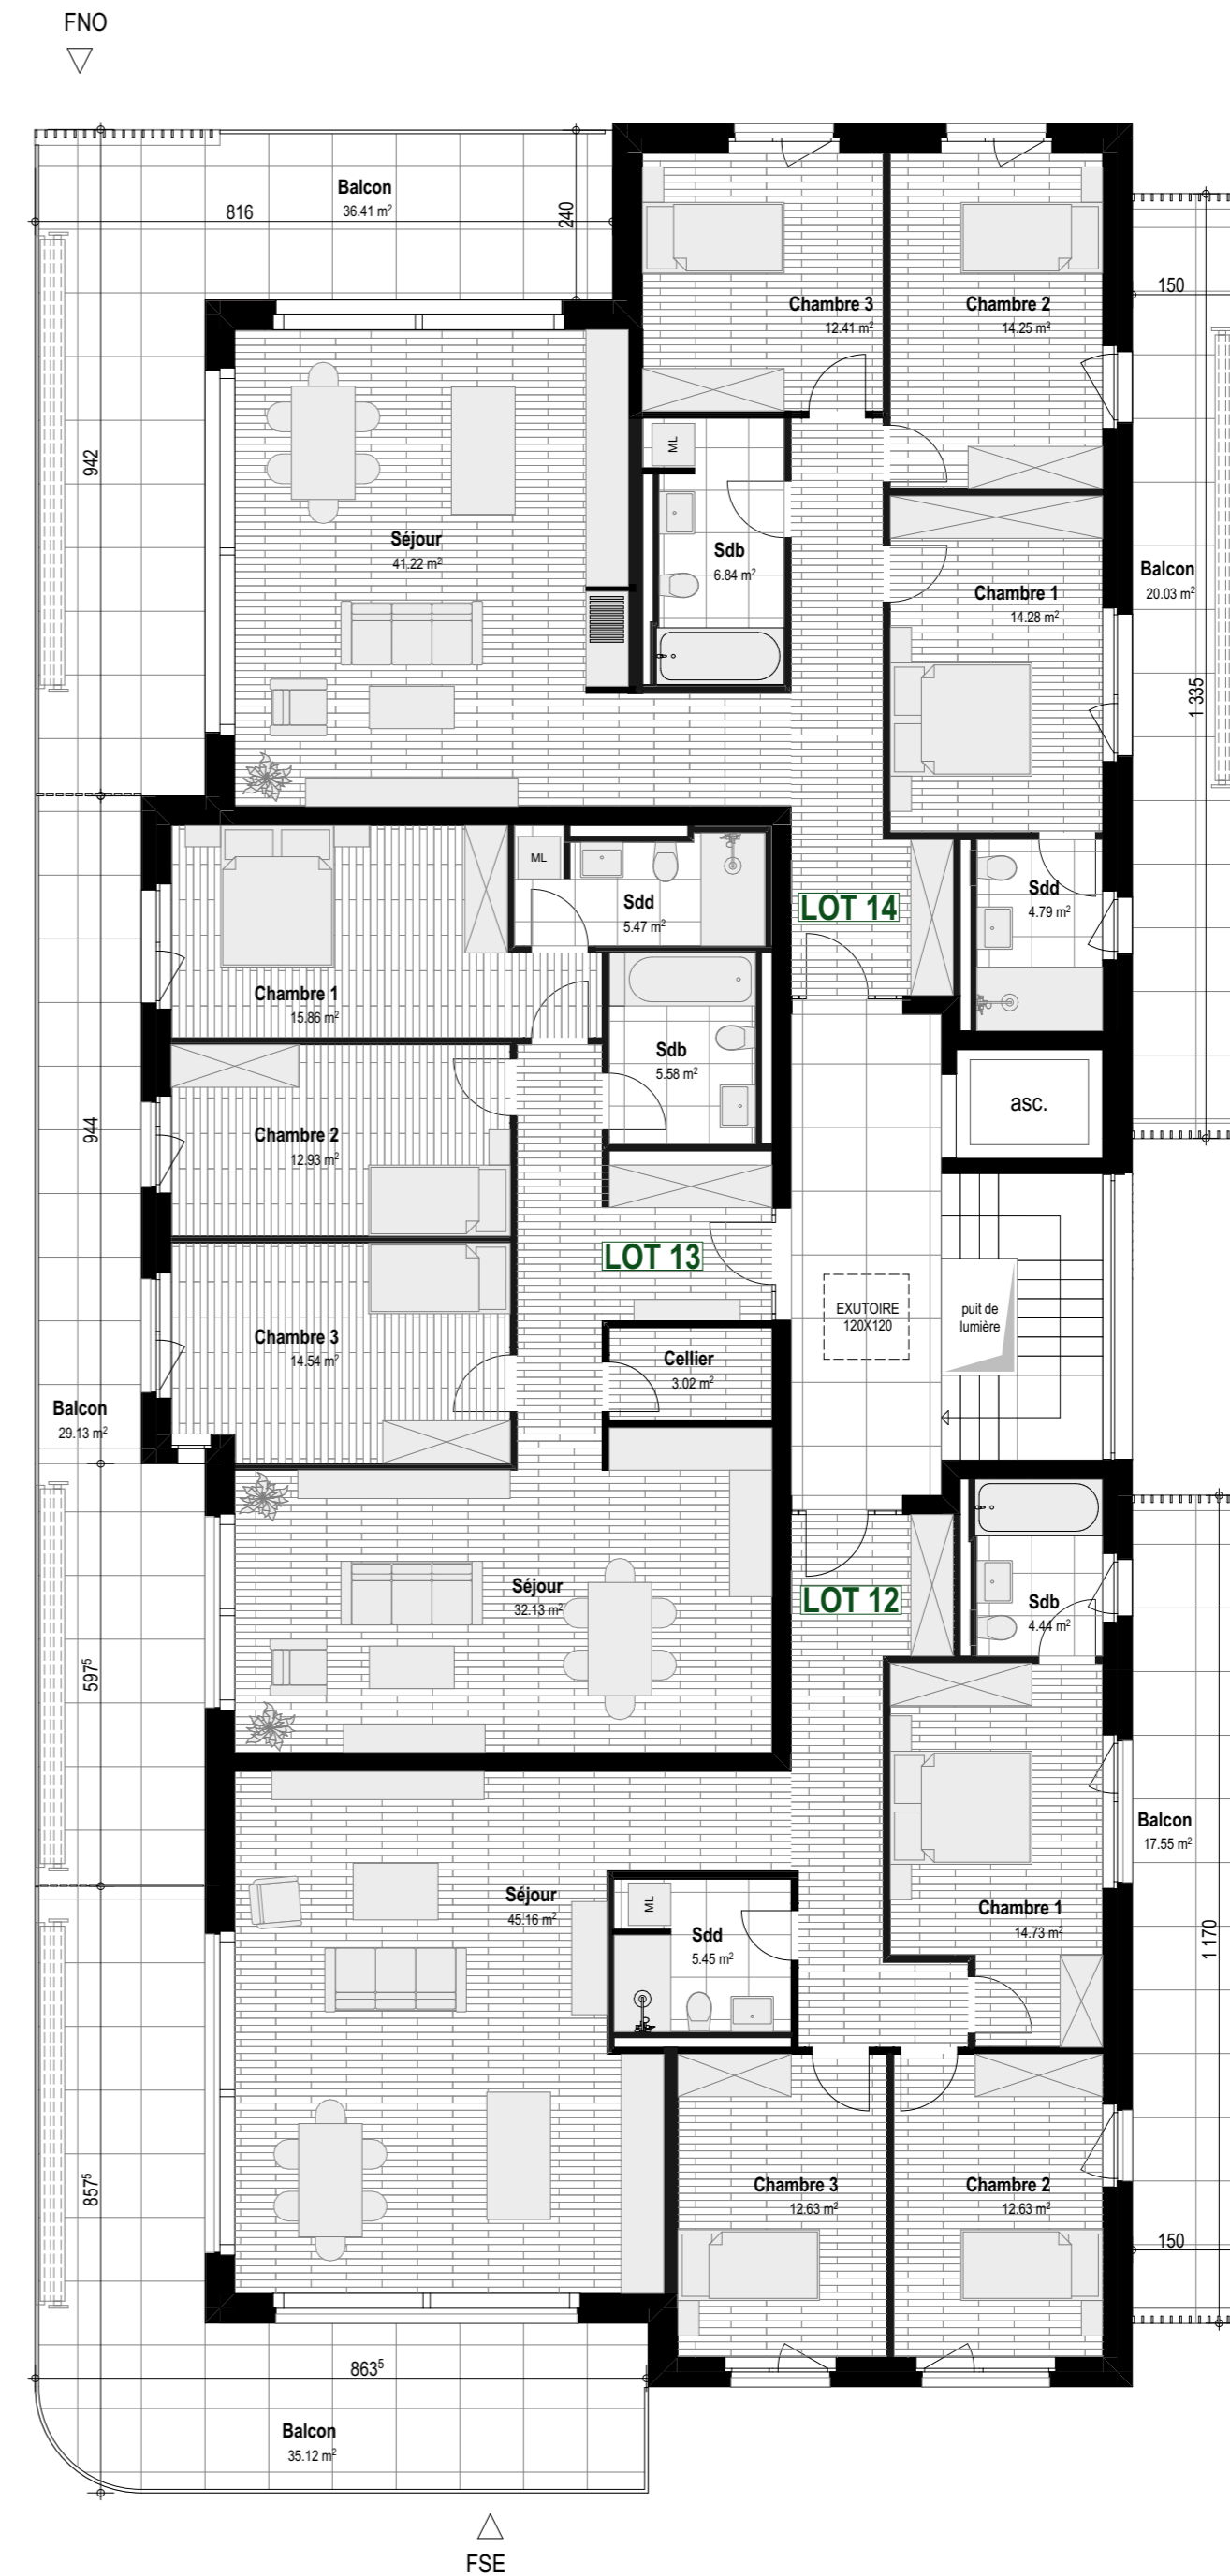 FNO
Balcon
36.41 m²
816
240
Chambre 3
12.41 m²
Chambre 2
14.25 m²
150
942
Séjour
41.22 m²
ML
Sdb
6.84 m²
Chambre 1
14.28 m²
Balcon
20.03 m²
1 335
ML
Sdd
5.47 m²
LOT 14
Sdd
4.79 m²
Chambre 1
15.86 m²
Sdb
5.58 m²
asc.
944
Chambre 2
12.93 m²
LOT 13
EXUTOIRE
120X120
puit de
lumière
Chambre 3
14.54 m²
Cellier
3.02 m²
Balcon
29.13 m²
597⁵
Séjour
32.13 m²
LOT 12
Sdb
4.44 m²
Balcon
17.55 m²
Séjour
45.16 m²
ML
Sdd
5.45 m²
Chambre 1
14.73 m²
1 170
857⁵
Chambre 3
12.63 m²
Chambre 2
12.63 m²
150
863⁵
Balcon
35.12 m²
FSE